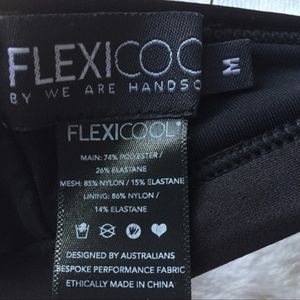 FLEXICOO
BY WE ARE HANDSO
M
FLEXICOOL®
MAIN: 74% POLYESTER /
26% ELASTANE
MESH: 85% NYLON / 15% ELASTANE
LINING: 86% NYLON /
14% ELASTANE
DESIGNED BY AUSTRALIANS
BESPOKE PERFORMANCE FABRIC
ETHICALLY MADE IN CHINA